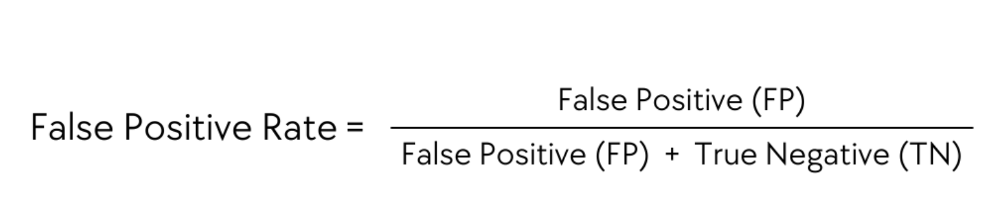 False Positive (FP)
False Positive Rate =
False Positive (FP) + True Negative (TN)